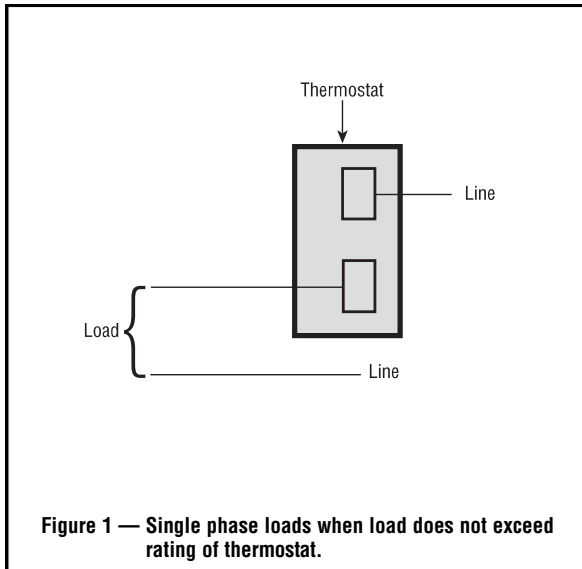 Thermostat
Line
Load
Line
Figure 1 — Single phase loads when load does not exceed
rating of thermostat.